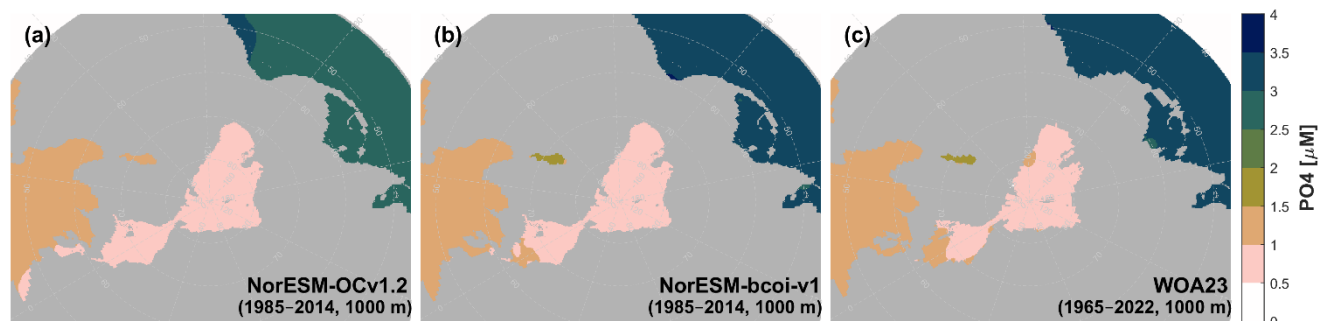 (a)
NorESM-OCv1.2
(1985–2014, 1000 m)
(b)
NorESM-bcoi-v1
(1985–2014, 1000 m)
(c)
WOA23
(1965–2022, 1000 m)
4
3.5
3
2.5
2
1.5
1
0.5
0
PO4 [μM]